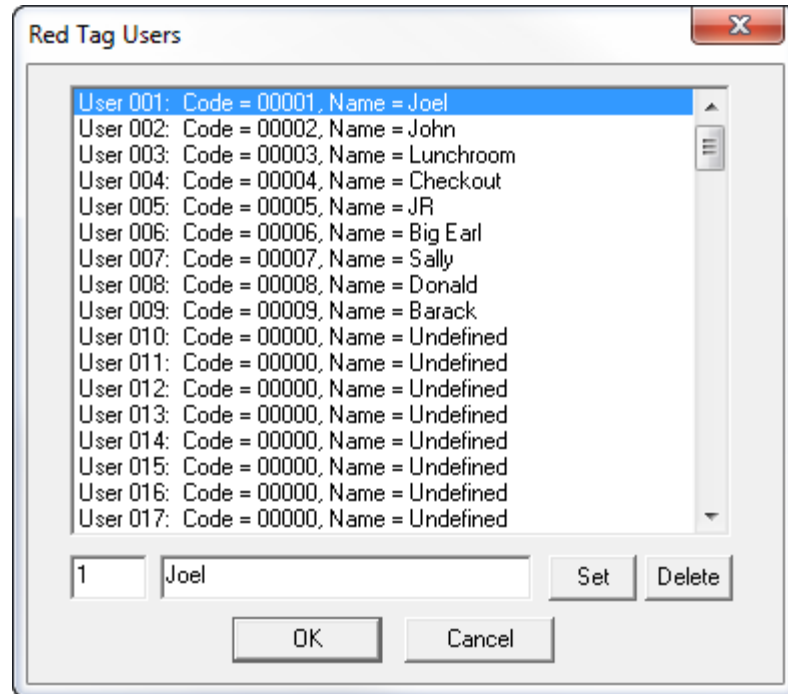 Red Tag Users
User 001: Code = 00001, Name = Joel
User 002: Code = 00002, Name = John
User 003: Code = 00003, Name = Lunchroom
User 004: Code = 00004, Name = Checkout
User 005: Code = 00005, Name = JR
User 006: Code = 00006, Name = Big Earl
User 007: Code = 00007, Name = Sally
User 008: Code = 00008, Name = Donald
User 009: Code = 00009, Name = Barack
User 010: Code = 00000, Name = Undefined
User 011: Code = 00000, Name = Undefined
User 012: Code = 00000, Name = Undefined
User 013: Code = 00000, Name = Undefined
User 014: Code = 00000, Name = Undefined
User 015: Code = 00000, Name = Undefined
User 016: Code = 00000, Name = Undefined
User 017: Code = 00000, Name = Undefined
1 Joel Set Delete
OK Cancel